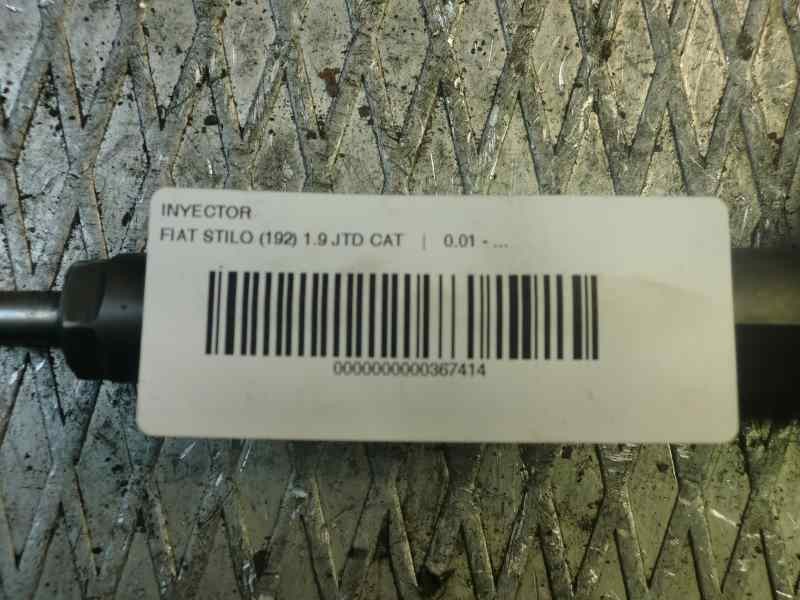 INYECTOR
FIAT STILO (192) 1.9 JTD CAT | 0.01 - ...
0000000000367414